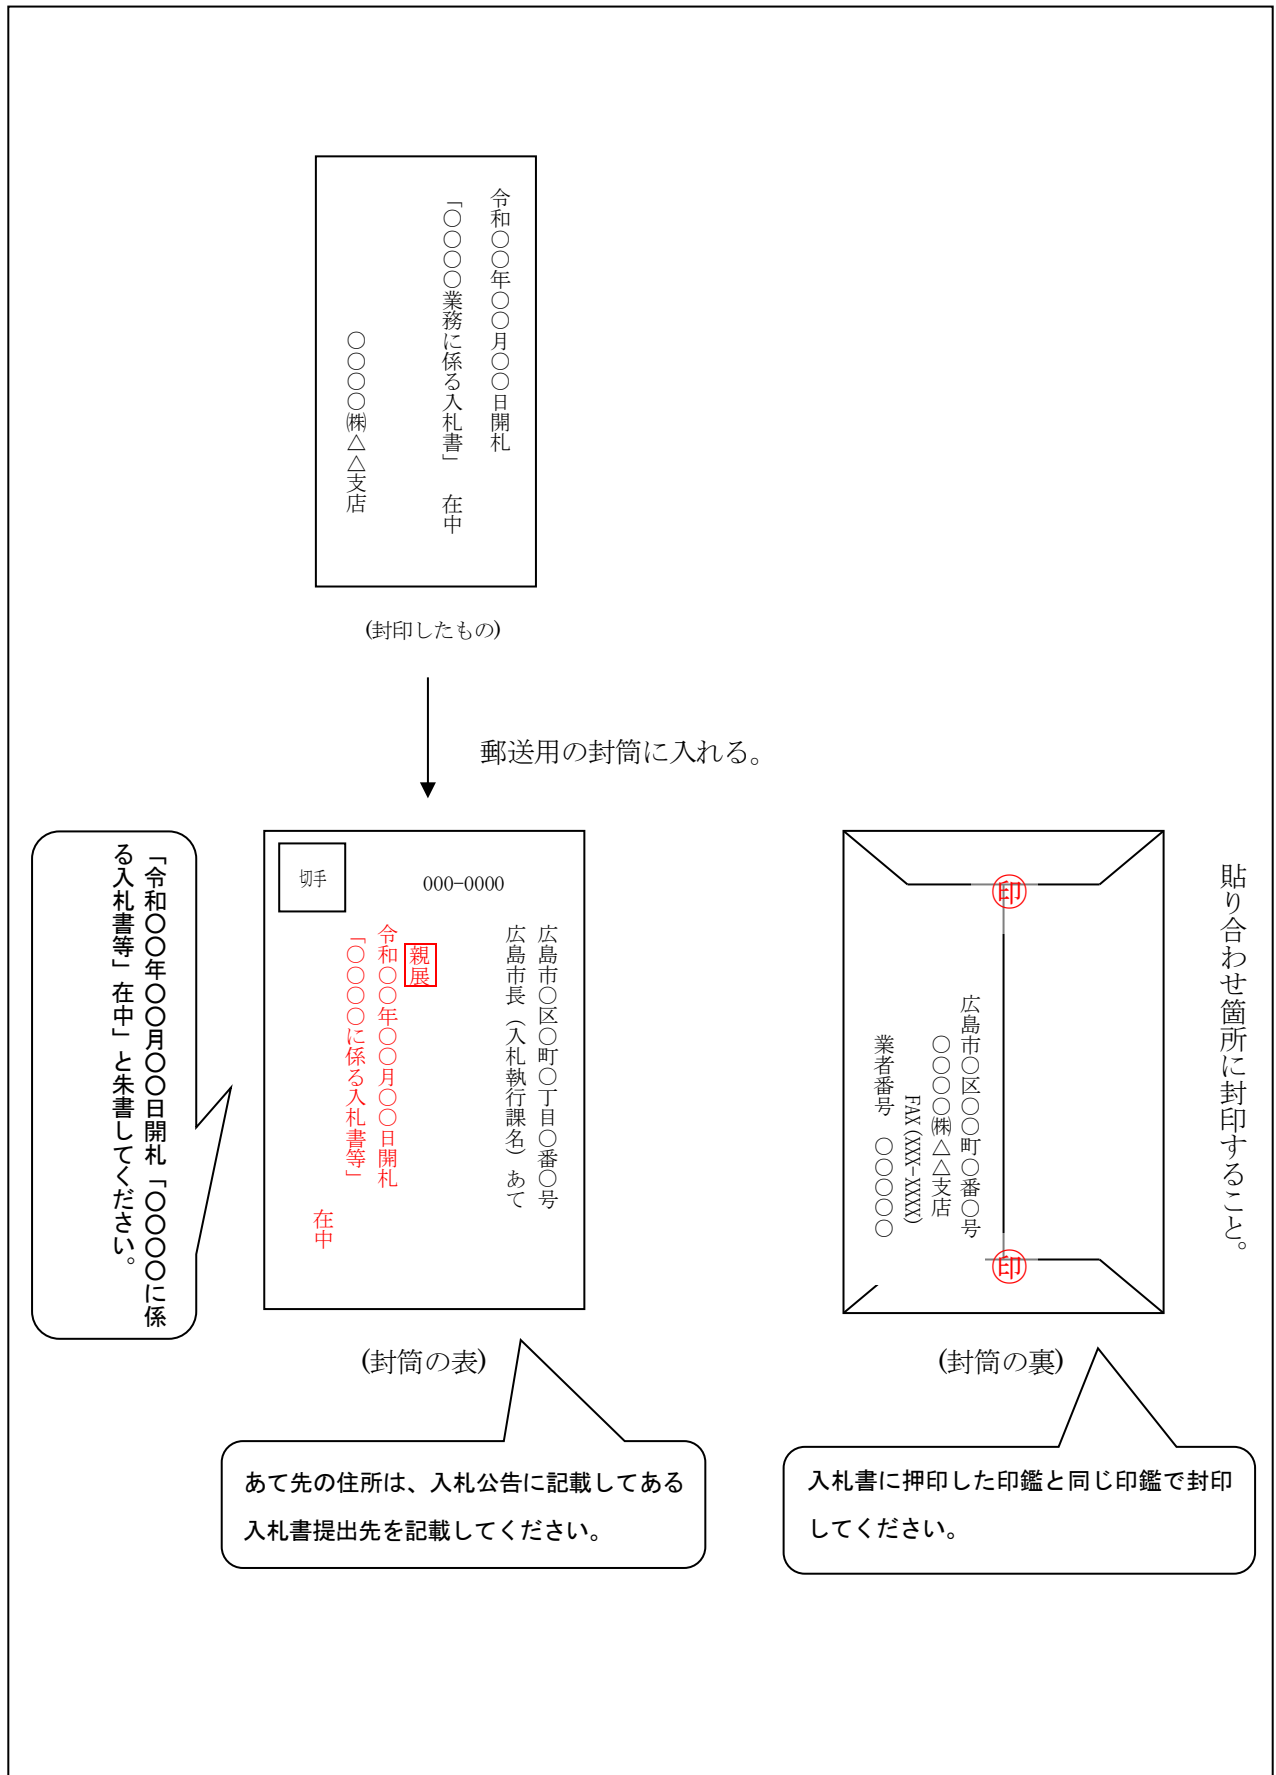 令和〇〇年〇〇月〇〇日開札
「〇〇〇〇業務に係る入札書」　在中
〇〇〇〇㈱△△支店
(封印したもの)
郵送用の封筒に入れる。
「令和〇〇年〇〇月〇〇日開札「〇〇〇〇に係
る入札書等」在中」と朱書してください。
切手
000-0000
広島市〇区〇町〇丁目〇番〇号
広島市長（入札執行課名）あて
親展
令和〇〇年〇〇月〇〇日開札
「〇〇〇〇に係る入札書等」
在中
(封筒の表)
あて先の住所は、入札公告に記載してある
入札書提出先を記載してください。
貼り合わせ箇所に封印すること。
印
広島市〇区〇〇町〇番〇号
〇〇〇〇㈱△△支店
FAX(XXX-XXXX)
業者番号　〇〇〇〇〇
印
(封筒の裏)
入札書に押印した印鑑と同じ印鑑で封印
してください。